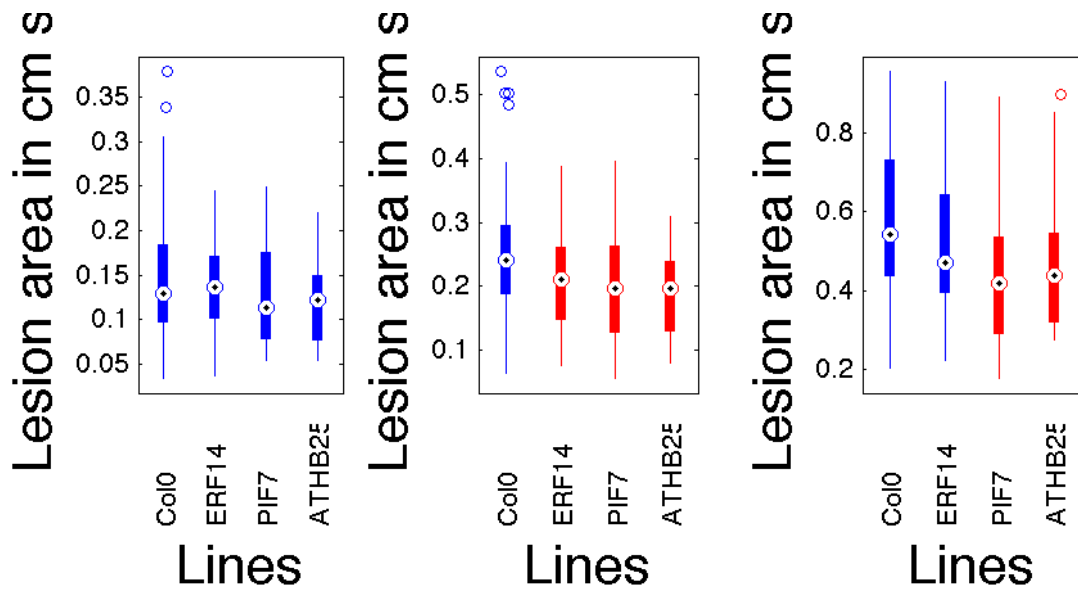 Lesion area in cm s
0.35
0.3
0.25
0.2
0.15
0.1
0.05
Col0
ERF14
PIF7
ATHB25
Lines
Lesion area in cm s
0.5
0.4
0.3
0.2
0.1
Col0
ERF14
PIF7
ATHB25
Lines
Lesion area in cm s
0.8
0.6
0.4
0.2
Col0
ERF14
PIF7
ATHB25
Lines